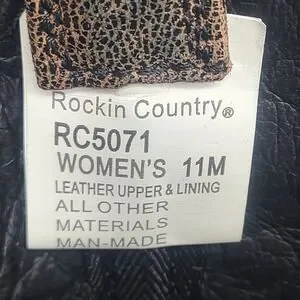 Rockin Country®
RC5071
WOMEN'S 11M
LEATHER UPPER & LINING
ALL OTHER
MATERIALS
MAN-MADE